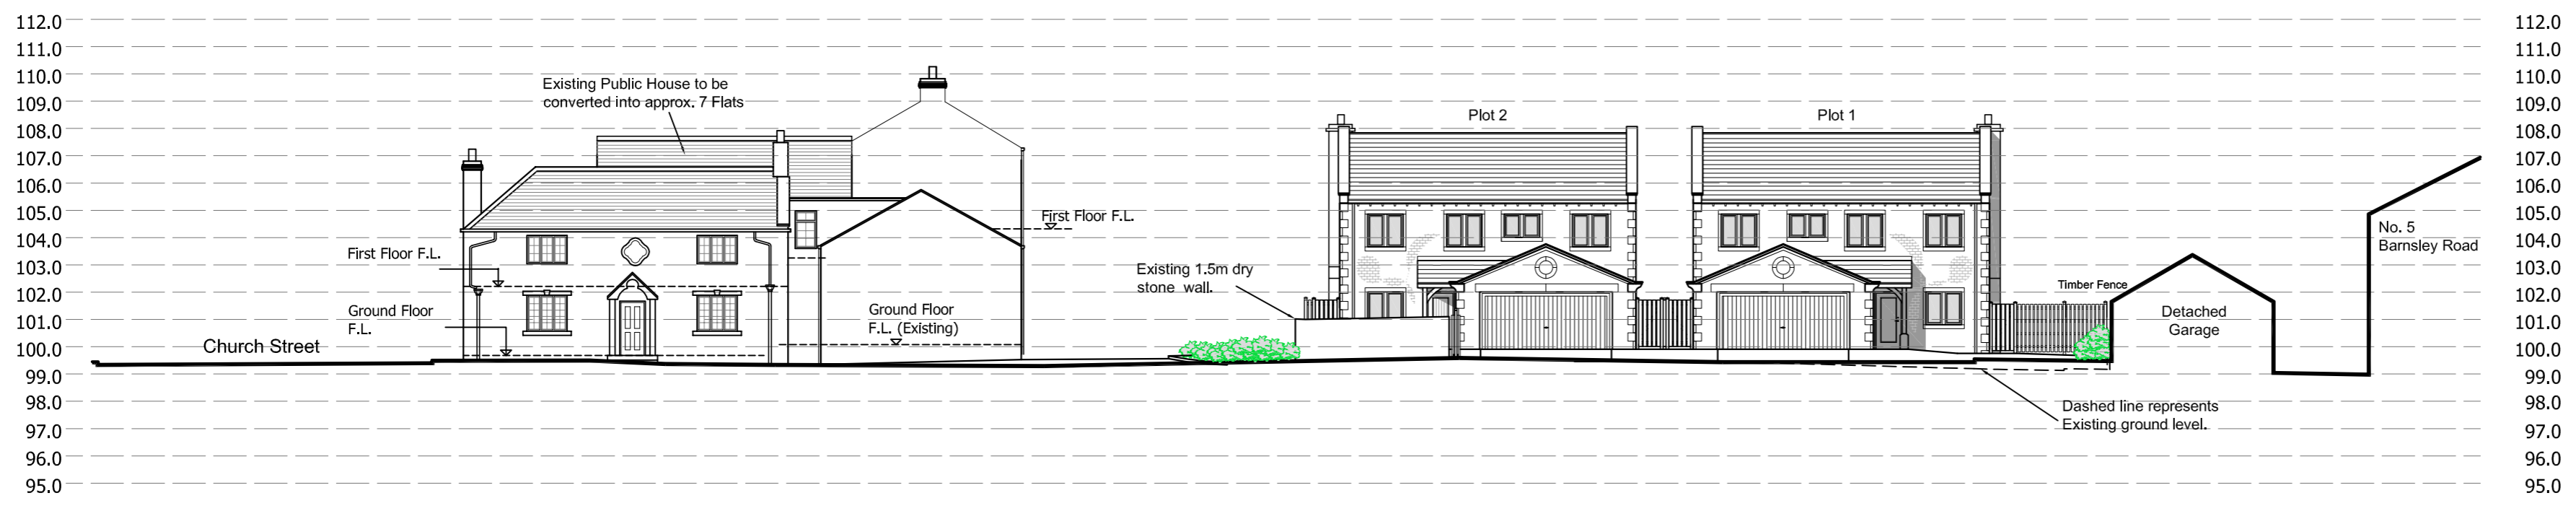 112.0
111.0
110.0
109.0
108.0
107.0
106.0
105.0
104.0
103.0
102.0
101.0
100.0
99.0
98.0
97.0
96.0
95.0
Church Street
First Floor F.L.
Ground Floor
F.L.
Existing Public House to be
converted into approx. 7 Flats
Ground Floor
F.L. (Existing)
First Floor F.L.
Existing 1.5m dry
stone wall.
Plot 2
Plot 1
Timber Fence
Detached
Garage
No. 5
Barnsley Road
Dashed line represents
Existing ground level.
112.0
111.0
110.0
109.0
108.0
107.0
106.0
105.0
104.0
103.0
102.0
101.0
100.0
99.0
98.0
97.0
96.0
95.0